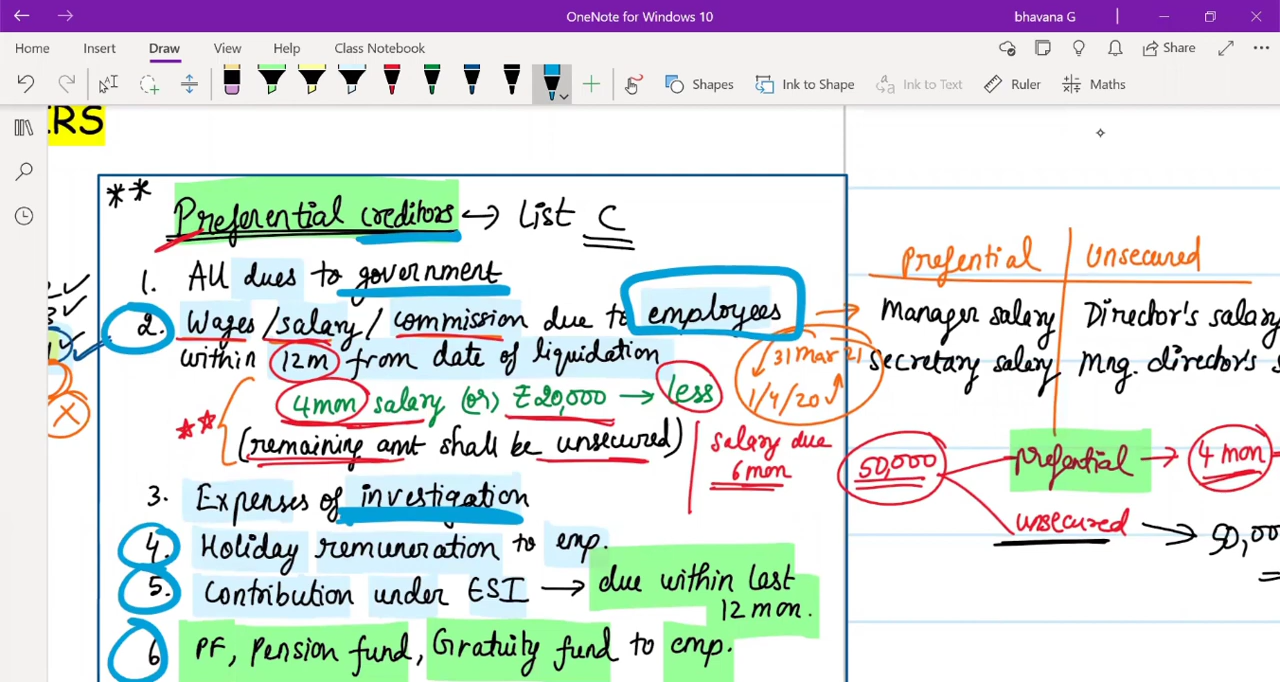 OneNote for Windows 10
bhavana G
Home Insert Draw View Help Class Notebook
Share
Shapes Ink to Shape Ink to Text Ruler Maths
ERS
** Preferential creditors ↔ List C
1. All dues to government
2. Wages /salary / commission due to employees →
within 12m from date of liquidation
4mon salary (or) ₹20,000 → less
** (remaining amt shall be unsecured)
3. Expenses of investigation
4. Holiday remuneration to emp.
5. Contribution under ESI → due within last
12 mon.
6 PF, Pension fund, Gratuity fund to emp.
31 Mar 21
1/4/20
salary due
6 mon
Prefential Unsecured
Manager salary Director's salary
Secretary salary Mng. director's s
50,000
prefential → 4 mon
unsecured → 50,00
X